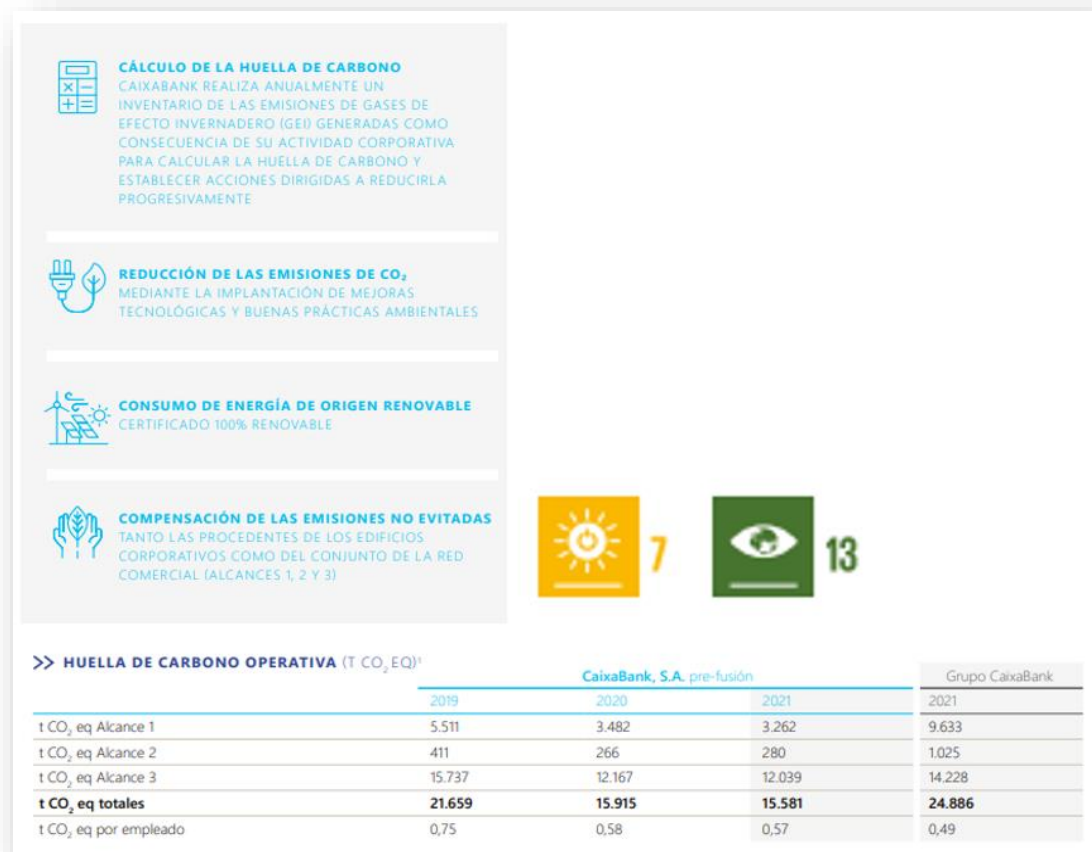 CÁLCULO DE LA HUELLA DE CARBONO
CAIXABANK REALIZA ANUALMENTE UN
INVENTARIO DE LAS EMISIONES DE GASES DE
EFECTO INVERNADERO (GEI) GENERADAS COMO
CONSECUENCIA DE SU ACTIVIDAD CORPORATIVA
PARA CALCULAR LA HUELLA DE CARBONO Y
ESTABLECER ACCIONES DIRIGIDAS A REDUCIRLA
PROGRESIVAMENTE
REDUCCIÓN DE LAS EMISIONES DE CO₂
MEDIANTE LA IMPLANTACIÓN DE MEJORAS
TECNOLÓGICAS Y BUENAS PRÁCTICAS AMBIENTALES
CONSUMO DE ENERGÍA DE ORIGEN RENOVABLE
CERTIFICADO 100% RENOVABLE
COMPENSACIÓN DE LAS EMISIONES NO EVITADAS
TANTO LAS PROCEDENTES DE LOS EDIFICIOS
CORPORATIVOS COMO DEL CONJUNTO DE LA RED
COMERCIAL (ALCANCES 1, 2 Y 3)
7 13
>> HUELLA DE CARBONO OPERATIVA (T CO₂ EQ)¹
CaixaBank, S.A. pre-fusión Grupo CaixaBank
2019 2020 2021 2021
t CO₂ eq Alcance 1 5.511 3.482 3.262 9.633
t CO₂ eq Alcance 2 411 266 280 1.025
t CO₂ eq Alcance 3 15.737 12.167 12.039 14.228
t CO₂ eq totales 21.659 15.915 15.581 24.886
t CO₂ eq por empleado 0,75 0,58 0,57 0,49